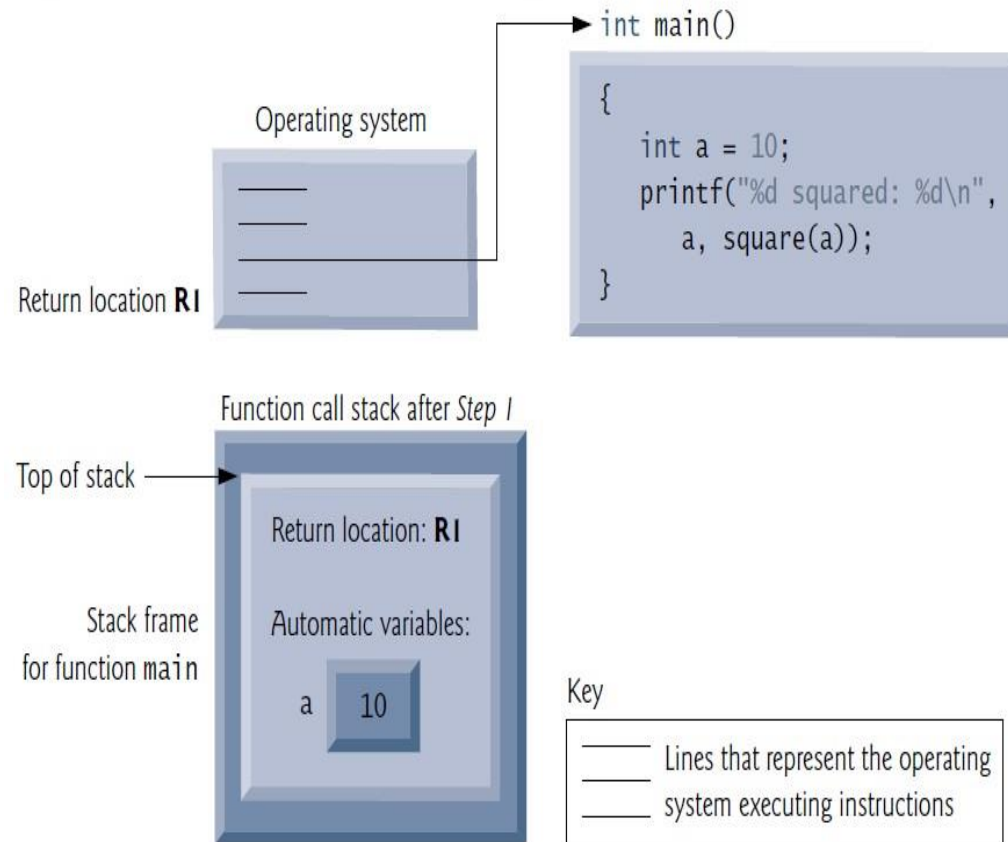 int main()
{
int a = 10;
printf("%d squared: %d\n",
a, square(a));
}
Operating system
Return location R1
Function call stack after Step 1
Top of stack
Return location: R1
Automatic variables:
a 10
Stack frame
for function main
Key
Lines that represent the operating
system executing instructions